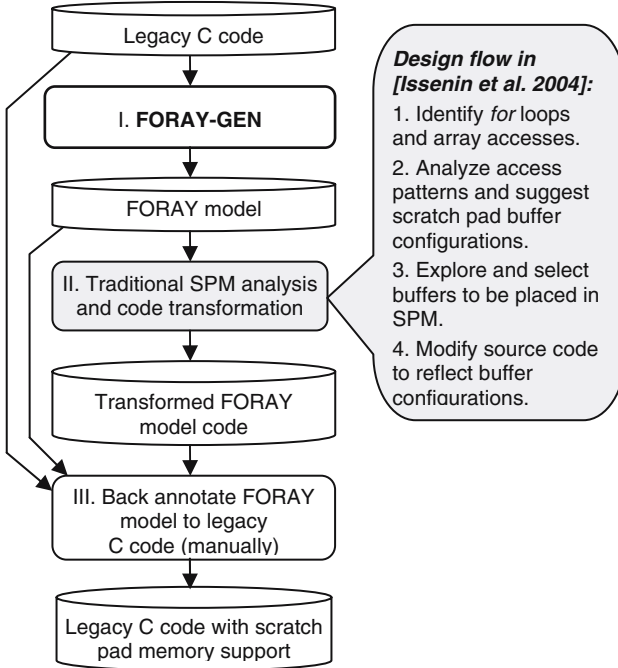 Legacy C code
I. FORAY-GEN
FORAY model
II. Traditional SPM analysis
and code transformation
Transformed FORAY
model code
III. Back annotate FORAY
model to legacy
C code (manually)
Legacy C code with scratch
pad memory support
Design flow in
[Issenin et al. 2004]:
1. Identify for loops
and array accesses.
2. Analyze access
patterns and suggest
scratch pad buffer
configurations.
3. Explore and select
buffers to be placed in
SPM.
4. Modify source code
to reflect buffer
configurations.